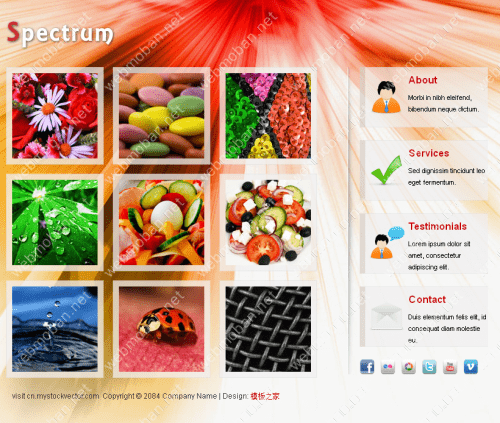 Spectrum
About
Morbi in nibh eleifend,
bibendum neque dictum.
Services
Sed dignissim tincidunt leo
eget fermentum.
Testimonials
Lorem ipsum dolor sit
amet, consectetur
adipiscing elit.
Contact
Duis elementum felis elit, id
consequat diam molestie
eu.
visit cn.mystockvector.com. Copyright © 2084 Company Name | Design: 模板之家
webmoban.net